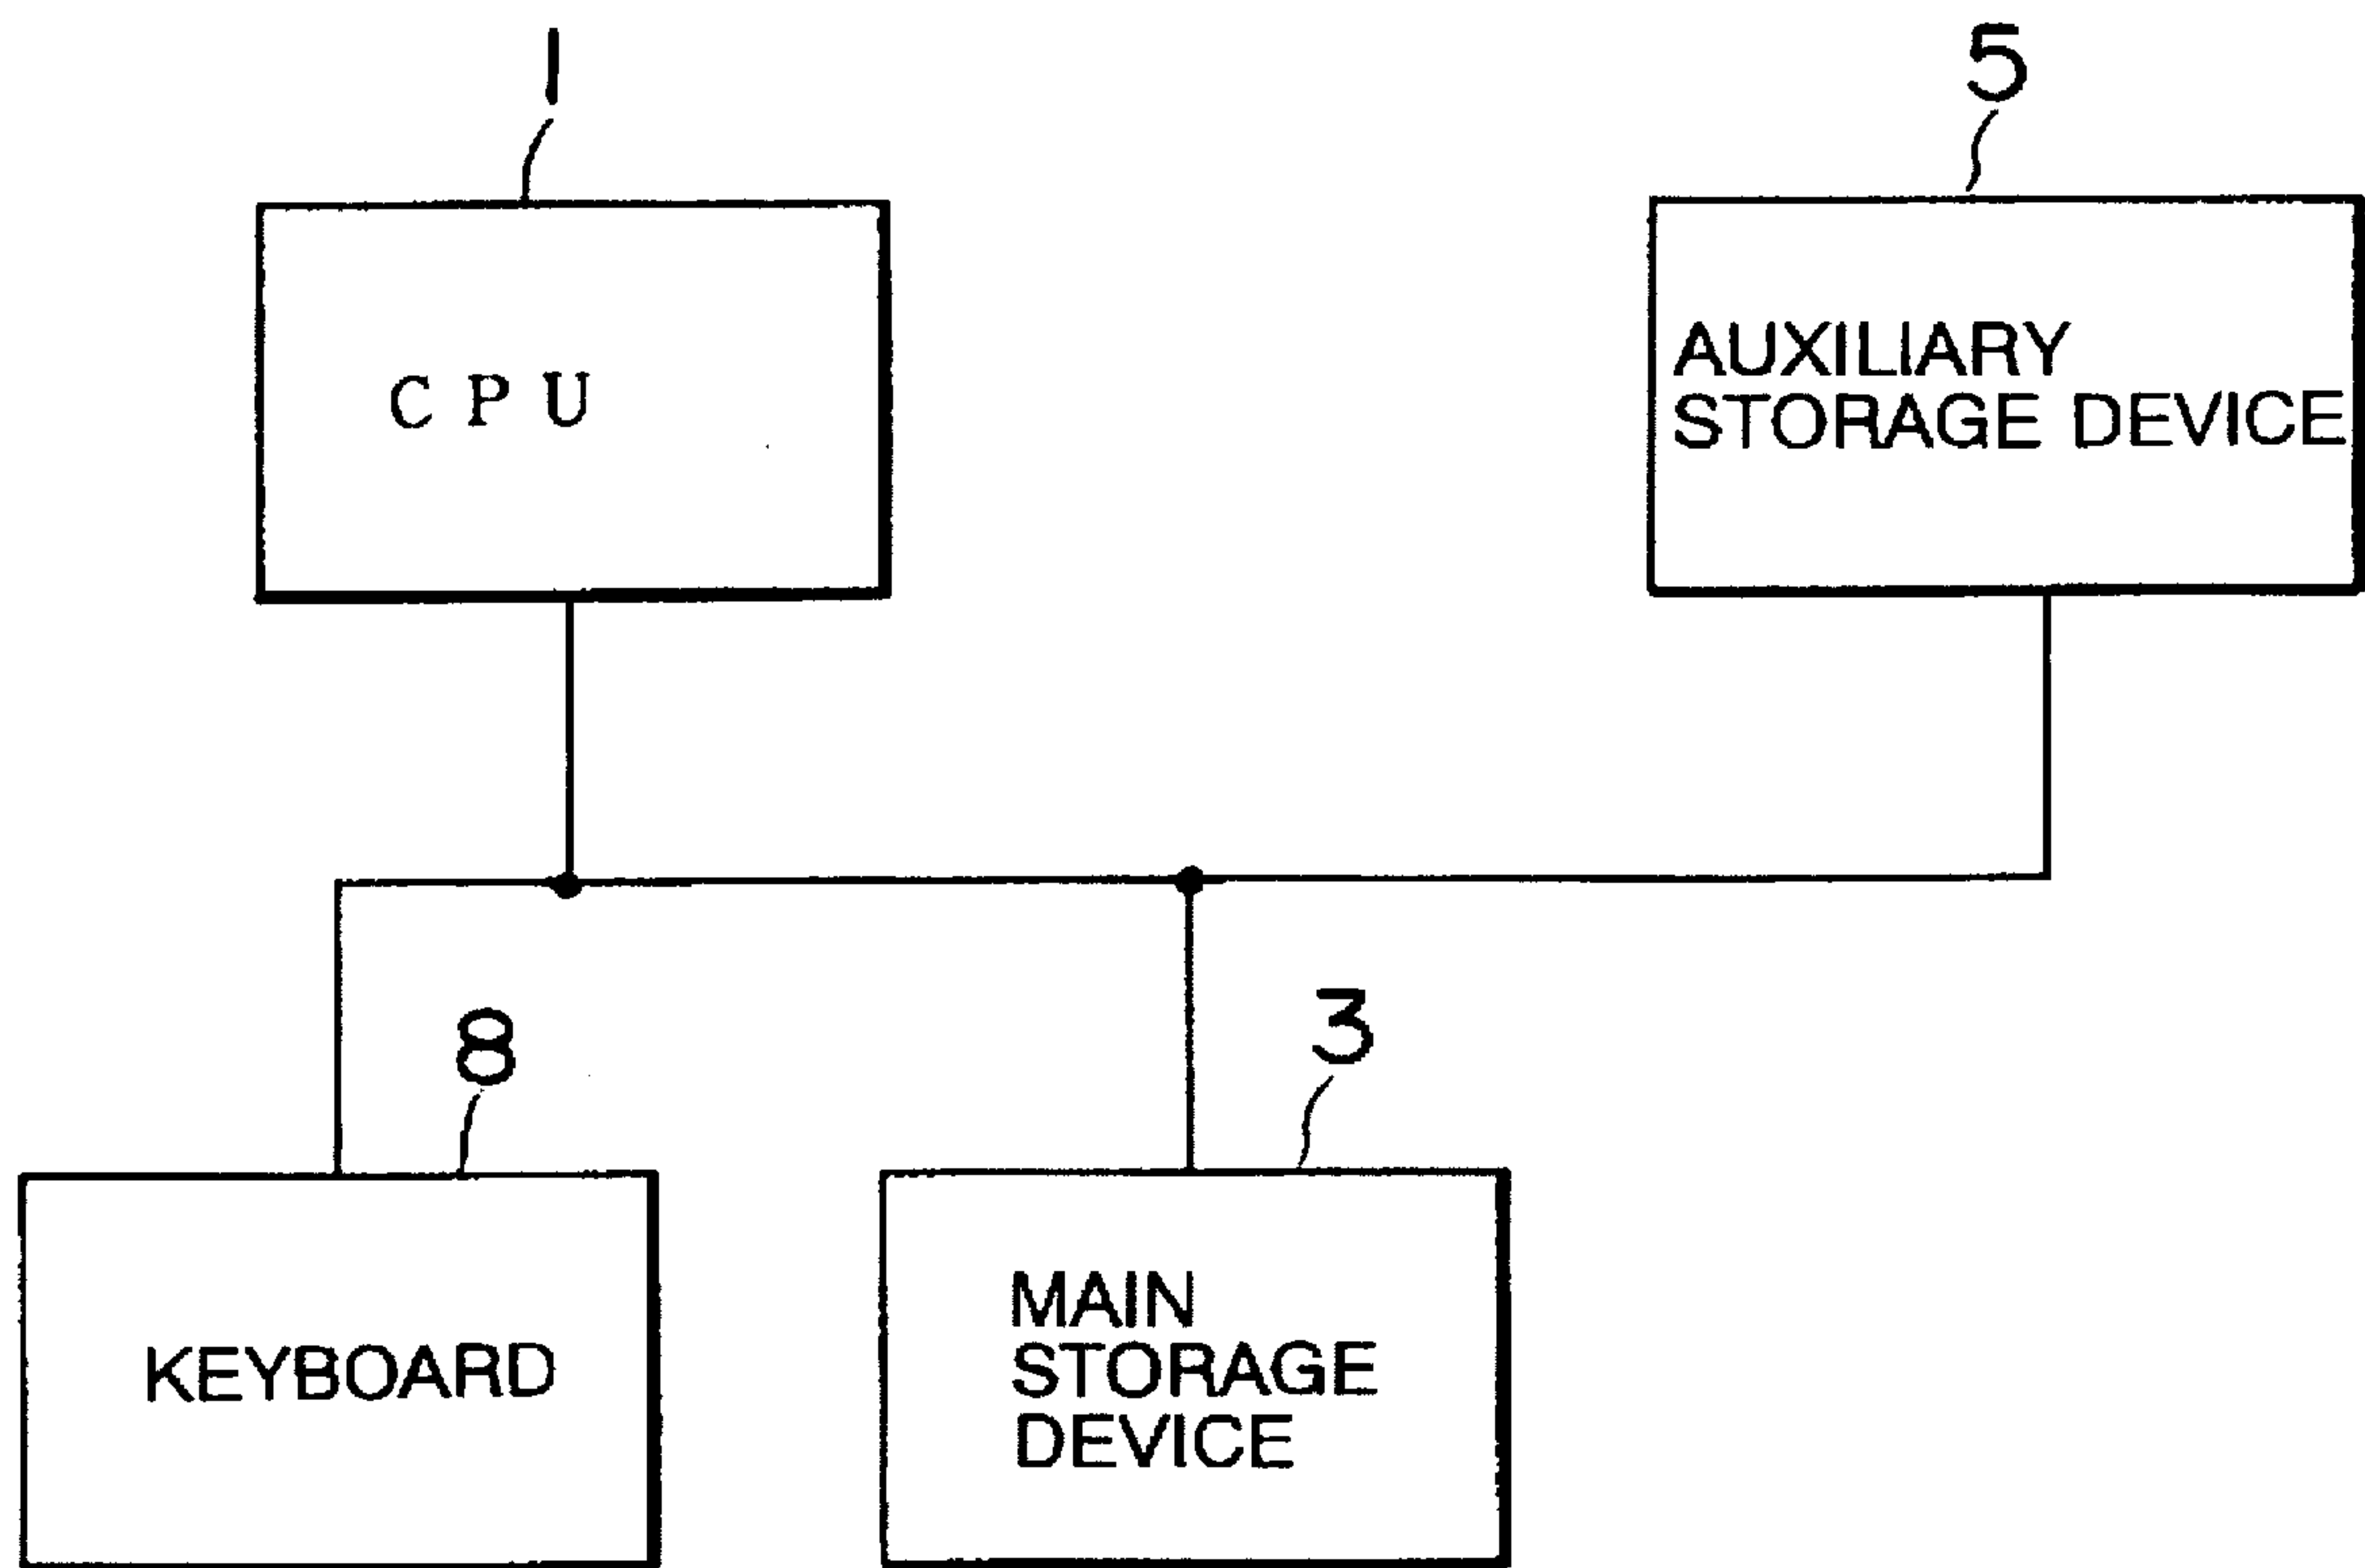 1
5
CPU
AUXILIARY
STORAGE DEVICE
8
3
KEYBOARD
MAIN
STORAGE
DEVICE